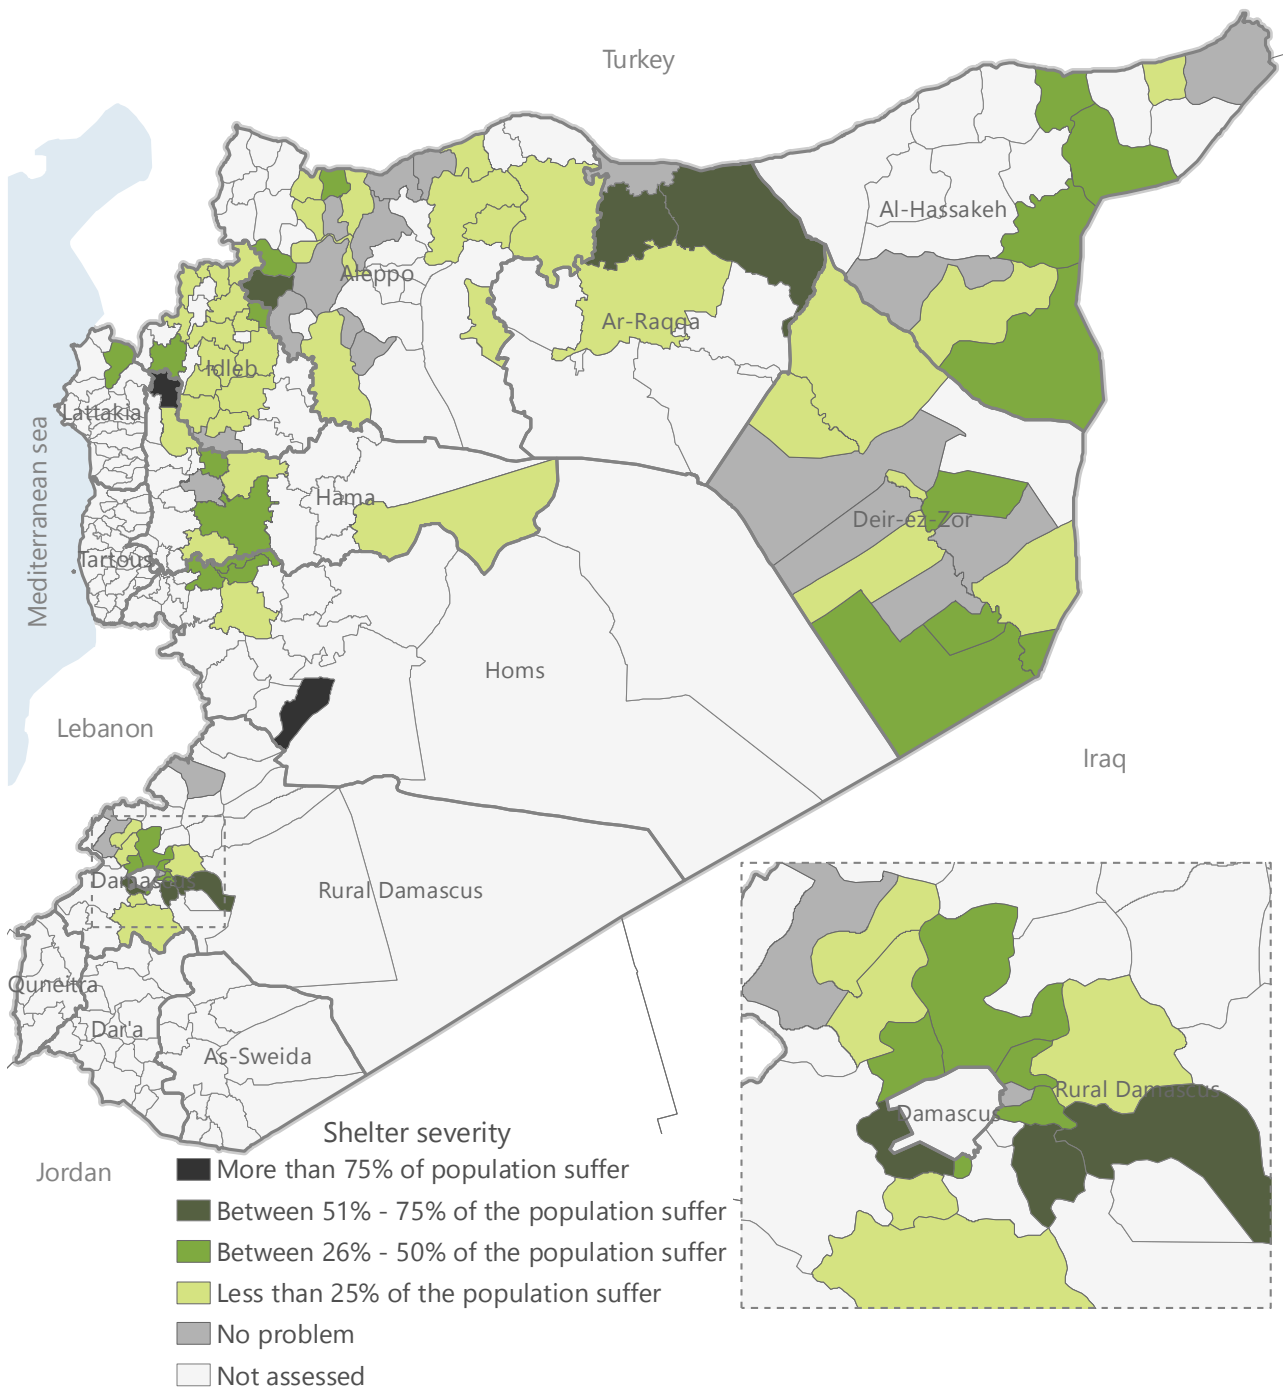 Turkey
Al-Hassakeh
Aleppo
Ar-Raqqa
Idleb
Lattakia
Mediterranean sea
Hama
Deir-ez-Zor
Tartous
Homs
Lebanon
Iraq
Damascus
Rural Damascus
Quneitra
Dar'a
As-Sweida
Rural Damascus
Damascus
Jordan
Shelter severity
More than 75% of population suffer
Between 51% - 75% of the population suffer
Between 26% - 50% of the population suffer
Less than 25% of the population suffer
No problem
Not assessed